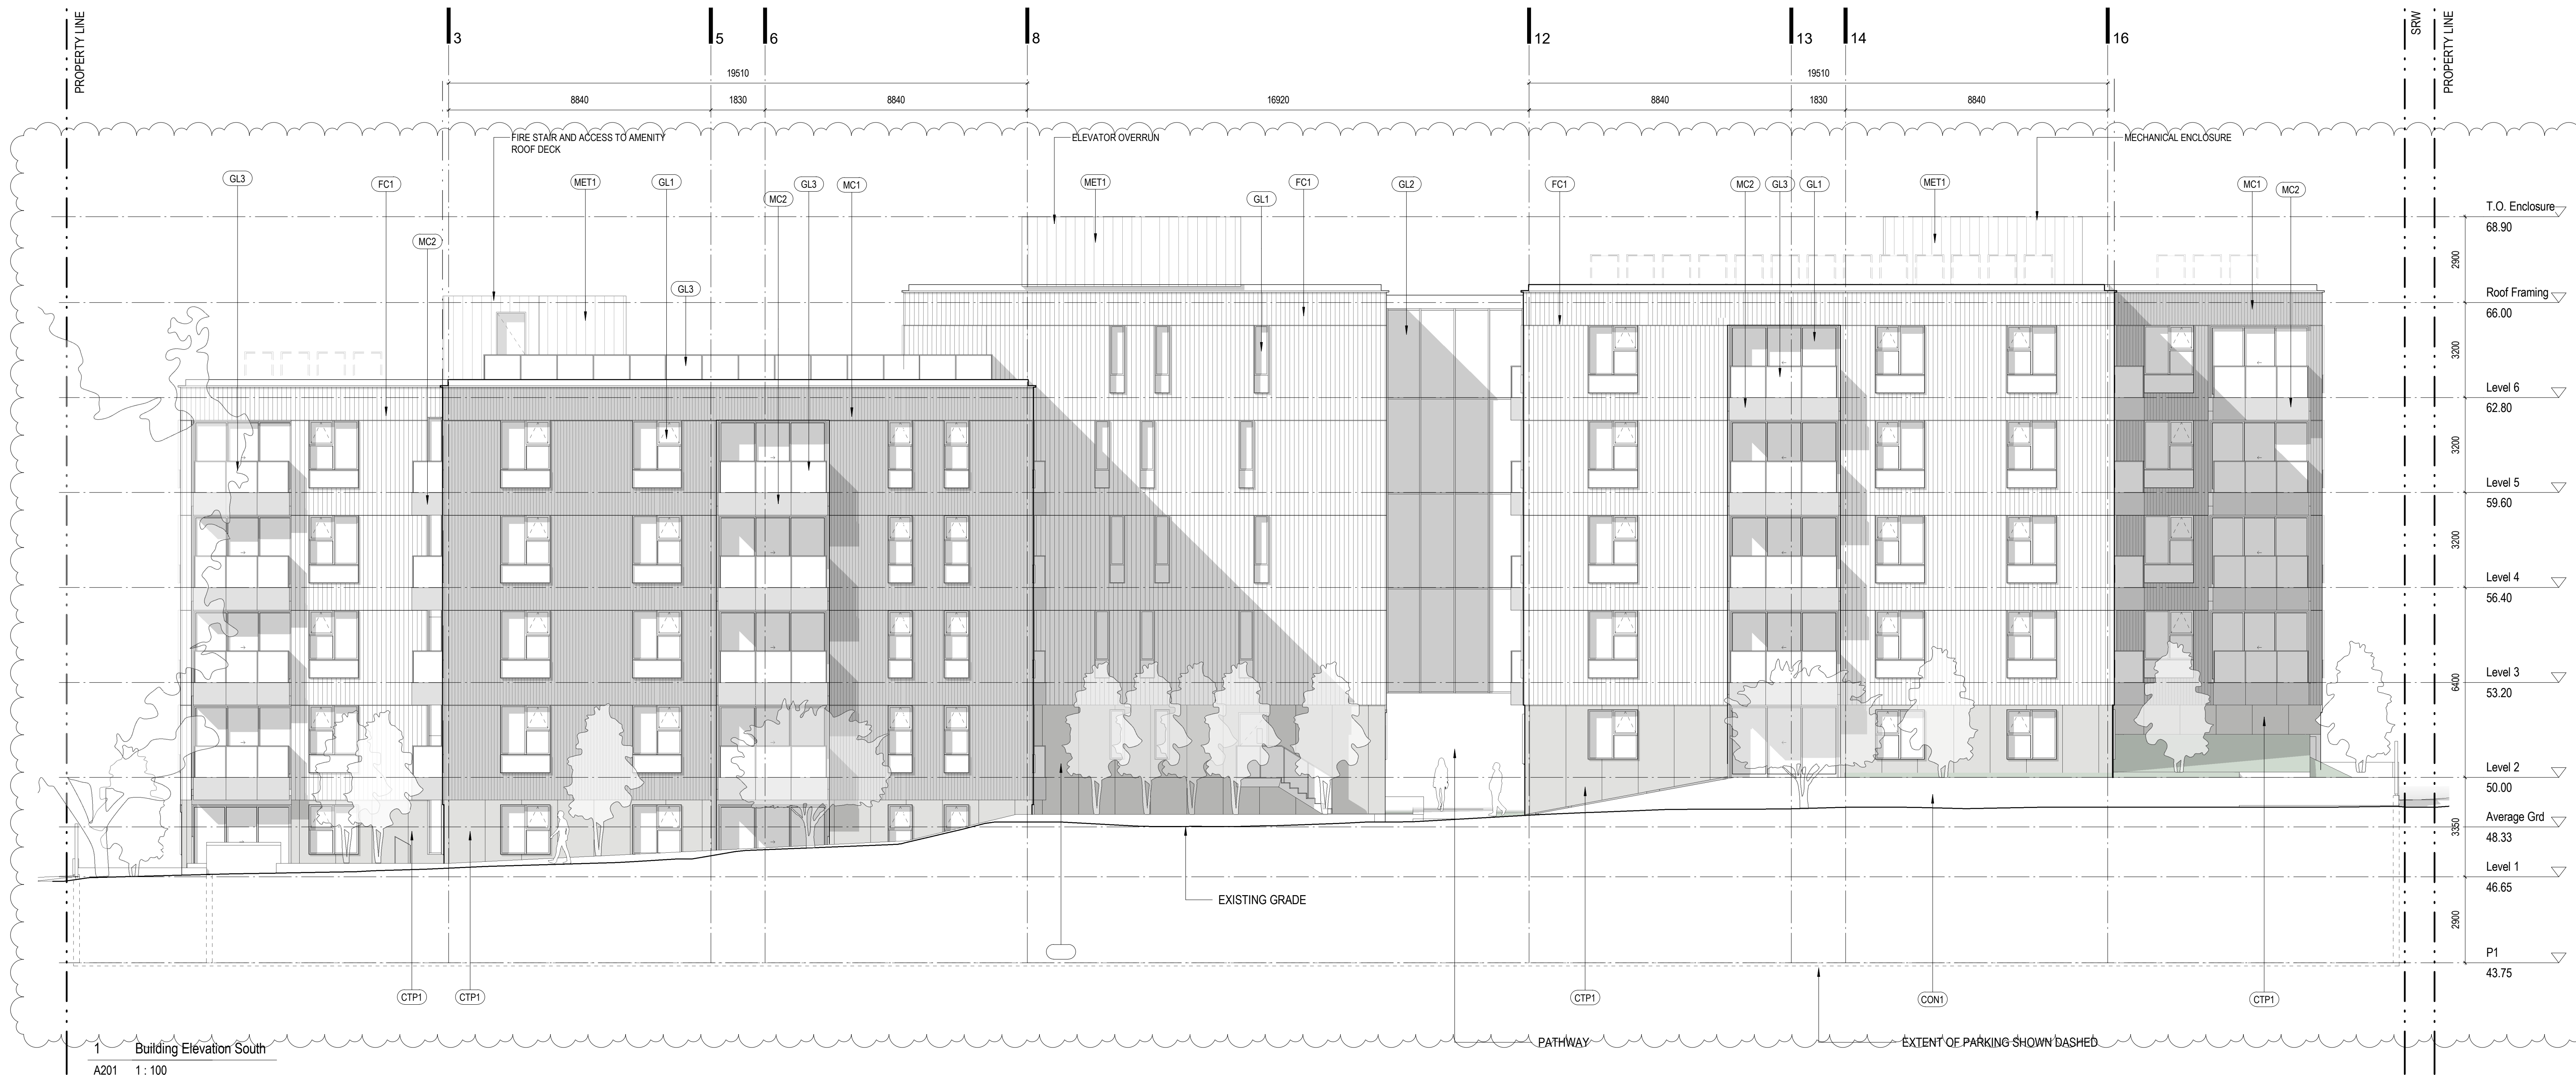 PROPERTY LINE
3
5
6
8
12
13
14
16
SRW
PROPERTY LINE
19510
19510
8840
1830
8840
16920
8840
1830
8840
FIRE STAIR AND ACCESS TO AMENITY
ROOF DECK
ELEVATOR OVERRUN
MECHANICAL ENCLOSURE
GL3
FC1
MET1
GL1
MC2
GL3
MC1
MET1
GL1
FC1
GL2
FC1
MC2
GL3
GL1
MET1
MC1
MC2
MC2
GL3
T.O. Enclosure
68.90
2900
Roof Framing
66.00
3200
Level 6
62.80
3200
Level 5
59.60
3200
Level 4
56.40
Level 3
53.20
6400
Level 2
50.00
Average Grd
48.33
3350
Level 1
46.65
2900
P1
43.75
EXISTING GRADE
CTP1
CTP1
CTP1
CON1
CTP1
PATHWAY
EXTENT OF PARKING SHOWN DASHED
1 Building Elevation South
A201 1 : 100